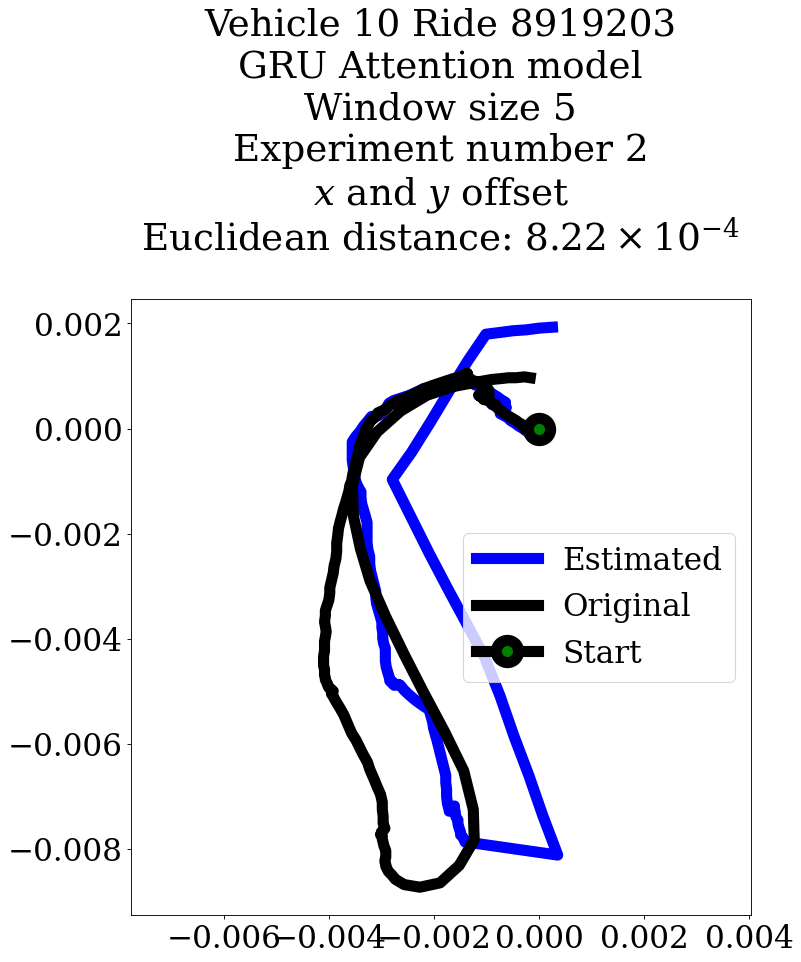 Vehicle 10 Ride 8919203
GRU Attention model
Window size 5
Experiment number 2
x and y offset
Euclidean distance: 8.22 × 10⁻⁴
0.002
0.000
−0.002
−0.004
−0.006
−0.008
Estimated
Original
Start
−0.006
−0.004
−0.002
0.000
0.002
0.004